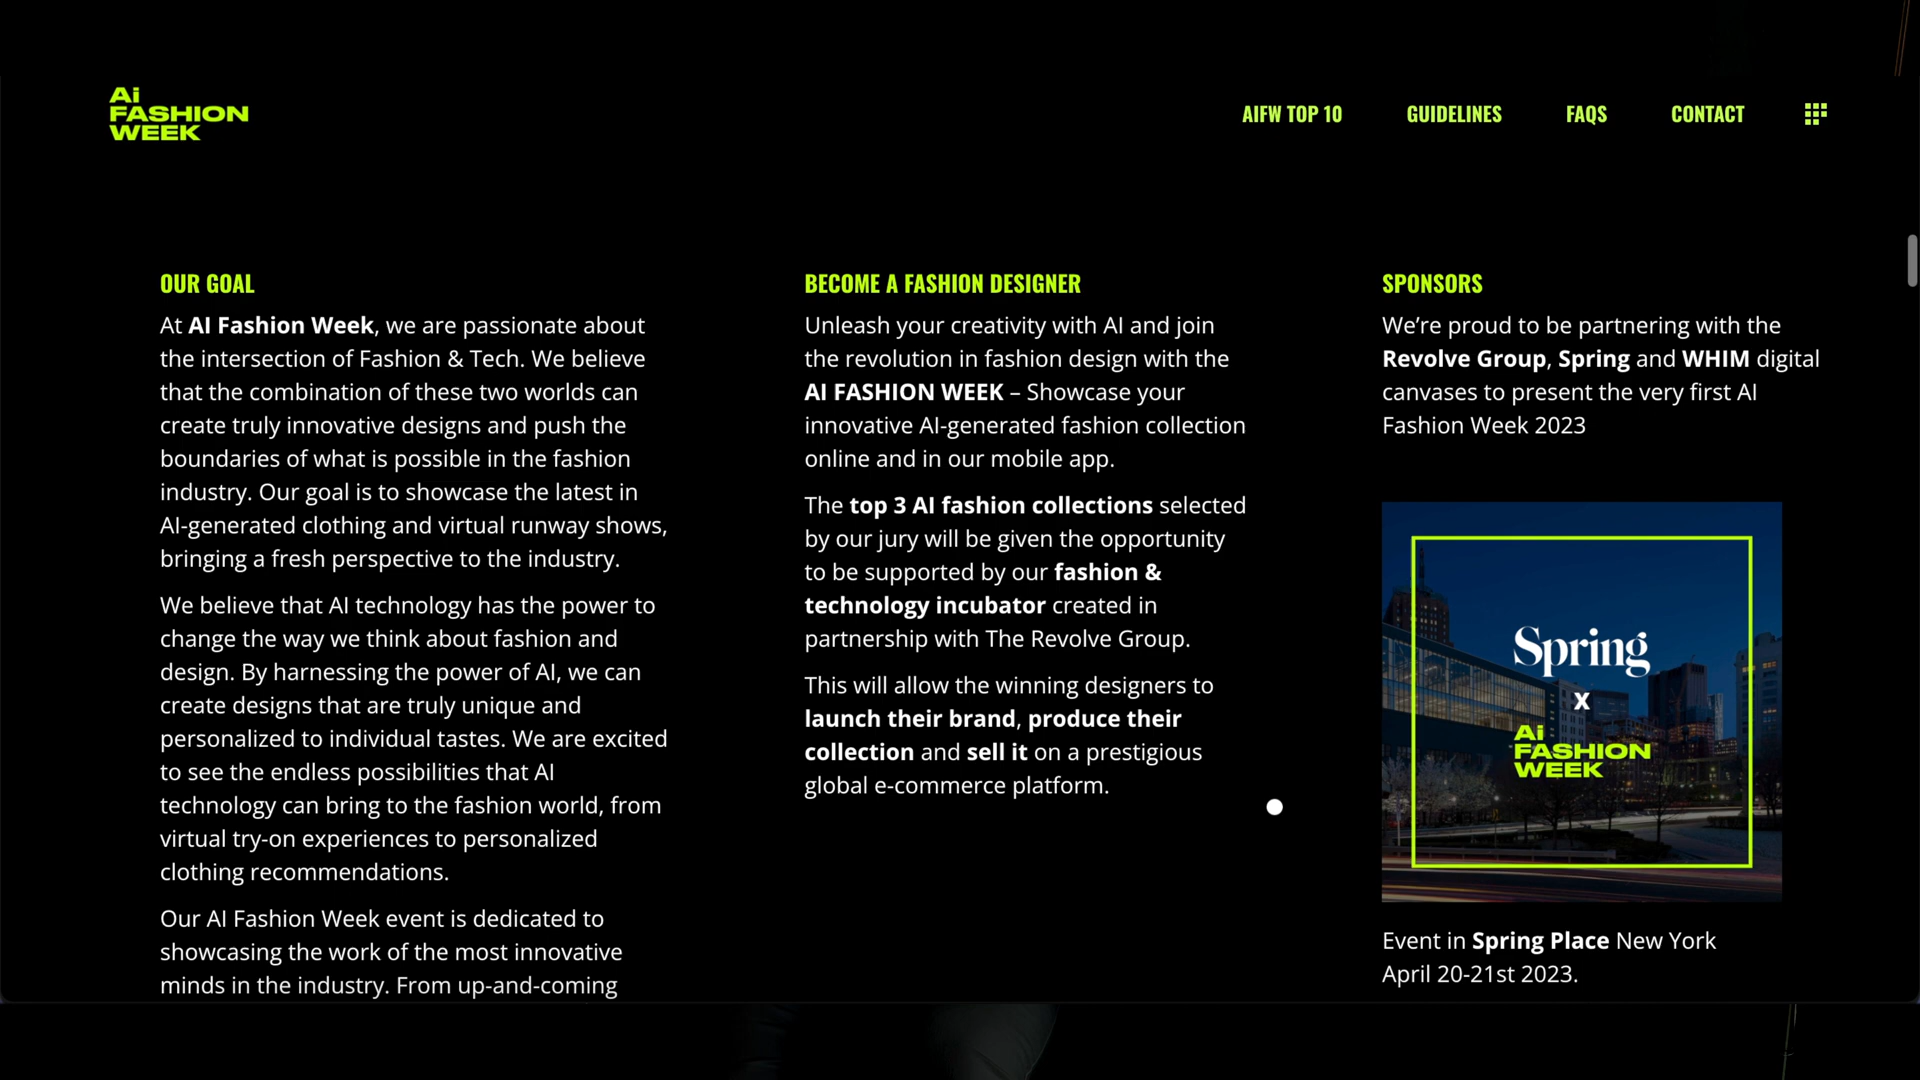 Ai
FASHION
WEEK
AIFW TOP 10
GUIDELINES
FAQS
CONTACT
OUR GOAL
At AI Fashion Week, we are passionate about
the intersection of Fashion & Tech. We believe
that the combination of these two worlds can
create truly innovative designs and push the
boundaries of what is possible in the fashion
industry. Our goal is to showcase the latest in
AI-generated clothing and virtual runway shows,
bringing a fresh perspective to the industry.
We believe that AI technology has the power to
change the way we think about fashion and
design. By harnessing the power of AI, we can
create designs that are truly unique and
personalized to individual tastes. We are excited
to see the endless possibilities that AI
technology can bring to the fashion world, from
virtual try-on experiences to personalized
clothing recommendations.
Our AI Fashion Week event is dedicated to
showcasing the work of the most innovative
minds in the industry. From up-and-coming
BECOME A FASHION DESIGNER
Unleash your creativity with AI and join
the revolution in fashion design with the
AI FASHION WEEK – Showcase your
innovative AI-generated fashion collection
online and in our mobile app.
The top 3 AI fashion collections selected
by our jury will be given the opportunity
to be supported by our fashion &
technology incubator created in
partnership with The Revolve Group.
This will allow the winning designers to
launch their brand, produce their
collection and sell it on a prestigious
global e-commerce platform.
SPONSORS
We’re proud to be partnering with the
Revolve Group, Spring and WHIM digital
canvases to present the very first AI
Fashion Week 2023
Spring
X
Ai
FASHION
WEEK
Event in Spring Place New York
April 20-21st 2023.